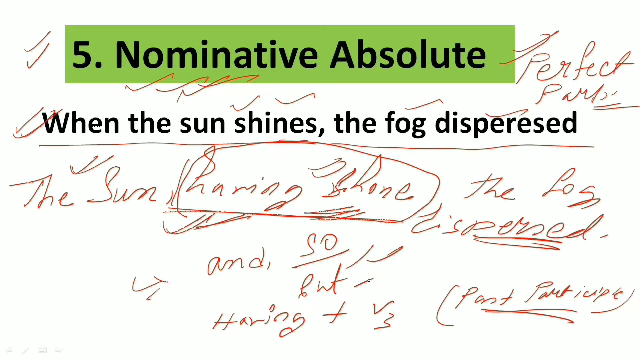 5. Nominative Absolute
Perfect
Parti
When the sun shines, the fog disperesed
The Sun, having shone, the fog
dispersed.
and, so
but
Having + V3 (Past Participle)